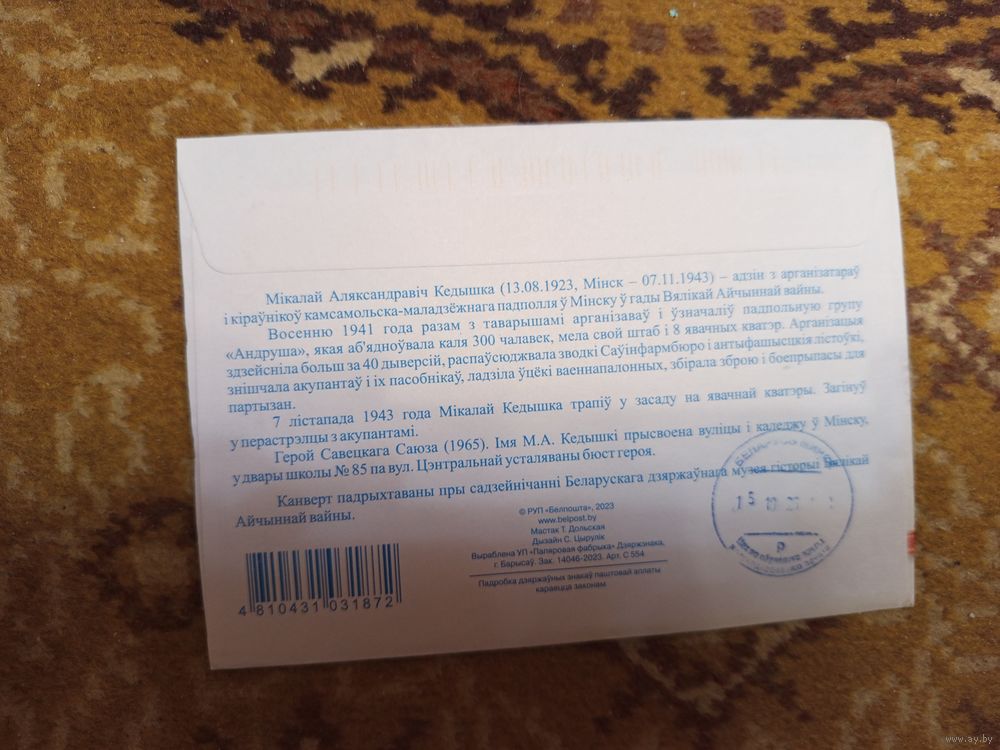 Мікалай Аляксандравіч Кедышка (13.08.1923, Мінск – 07.11.1943) – адзін з арганізатараў
і кіраўнікоў камсамольска-маладзёжнага падполля ў Мінску ў гады Вялікай Айчыннай вайны.
Восенню 1941 года разам з таварышамі арганізаваў і ўзначаліў падпольную групу
«Андруша», якая аб'ядноўвала каля 300 чалавек, мела свой штаб і 8 явачных кватэр. Арганізацыя
здзейсніла больш за 40 дыверсій, распаўсюджвала зводкі Саўінфармбюро і антыфашысцкія лістоўкі,
знішчала акупантаў і іх пасобнікаў, ладзіла ўцёкі ваеннапалонных, збірала зброю і боепрыпасы для
партызан.
7 лістапада 1943 года Мікалай Кедышка трапіў у засаду на явачнай кватэры. Загінуў
у перастрэлцы з акупантамі.
Герой Савецкага Саюза (1965). Імя М.А. Кедышкі прысвоена вуліцы і каледжу ў Мінску,
у двары школы № 85 па вул. Цэнтральнай усталяваны бюст героя.
Канверт падрыхтаваны пры садзейнічанні Беларускага дзяржаўнага музея гісторыі Вялікай
Айчыннай вайны.
© РУП «Белпошта», 2023
www.belpost.by
Мастак Т. Дольская
Дызайн С. Цырулік
Выраблена УП «Папяровая фабрыка» Дзяржзнака,
г. Барысаў. Зак. 14046-2023. Арт. С 554
Падробка дзяржаўных знакаў паштовай аплаты
караецца законам
4 810431 031872
www.ay.by